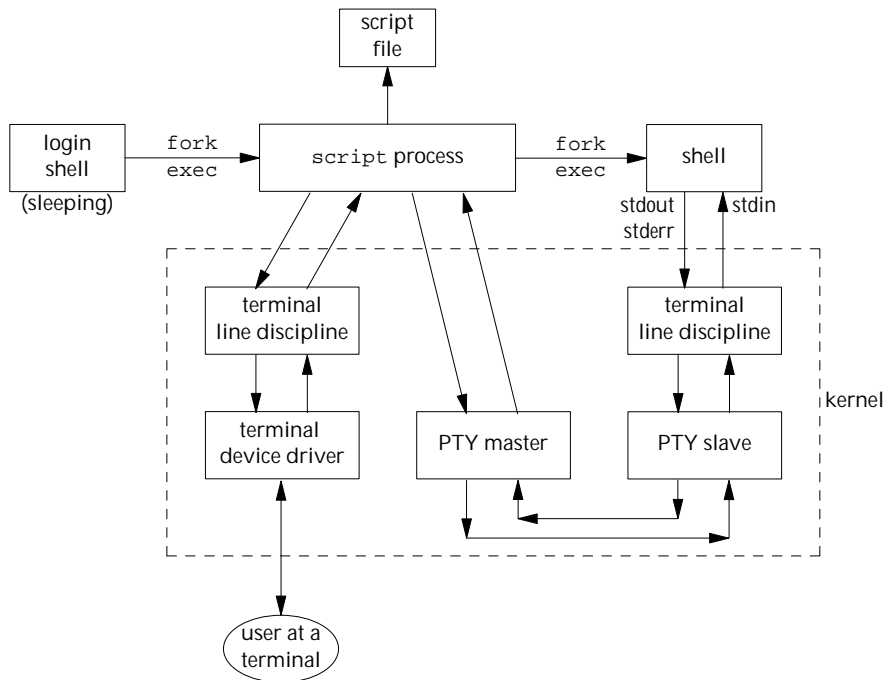 script
file
login
shell
(sleeping)
fork
exec
script process
fork
exec
shell
stdout
stderr
stdin
terminal
line discipline
terminal
line discipline
kernel
terminal
device driver
PTY master
PTY slave
user at a
terminal